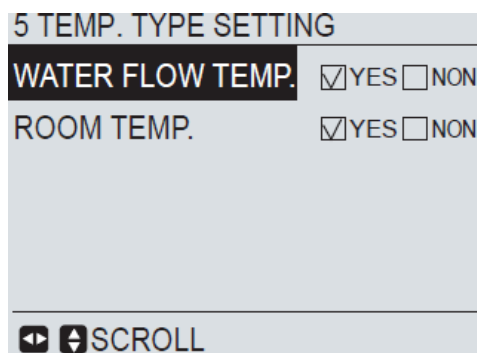 5 TEMP. TYPE SETTING
WATER FLOW TEMP. YES NON
ROOM TEMP. YES NON
SCROLL